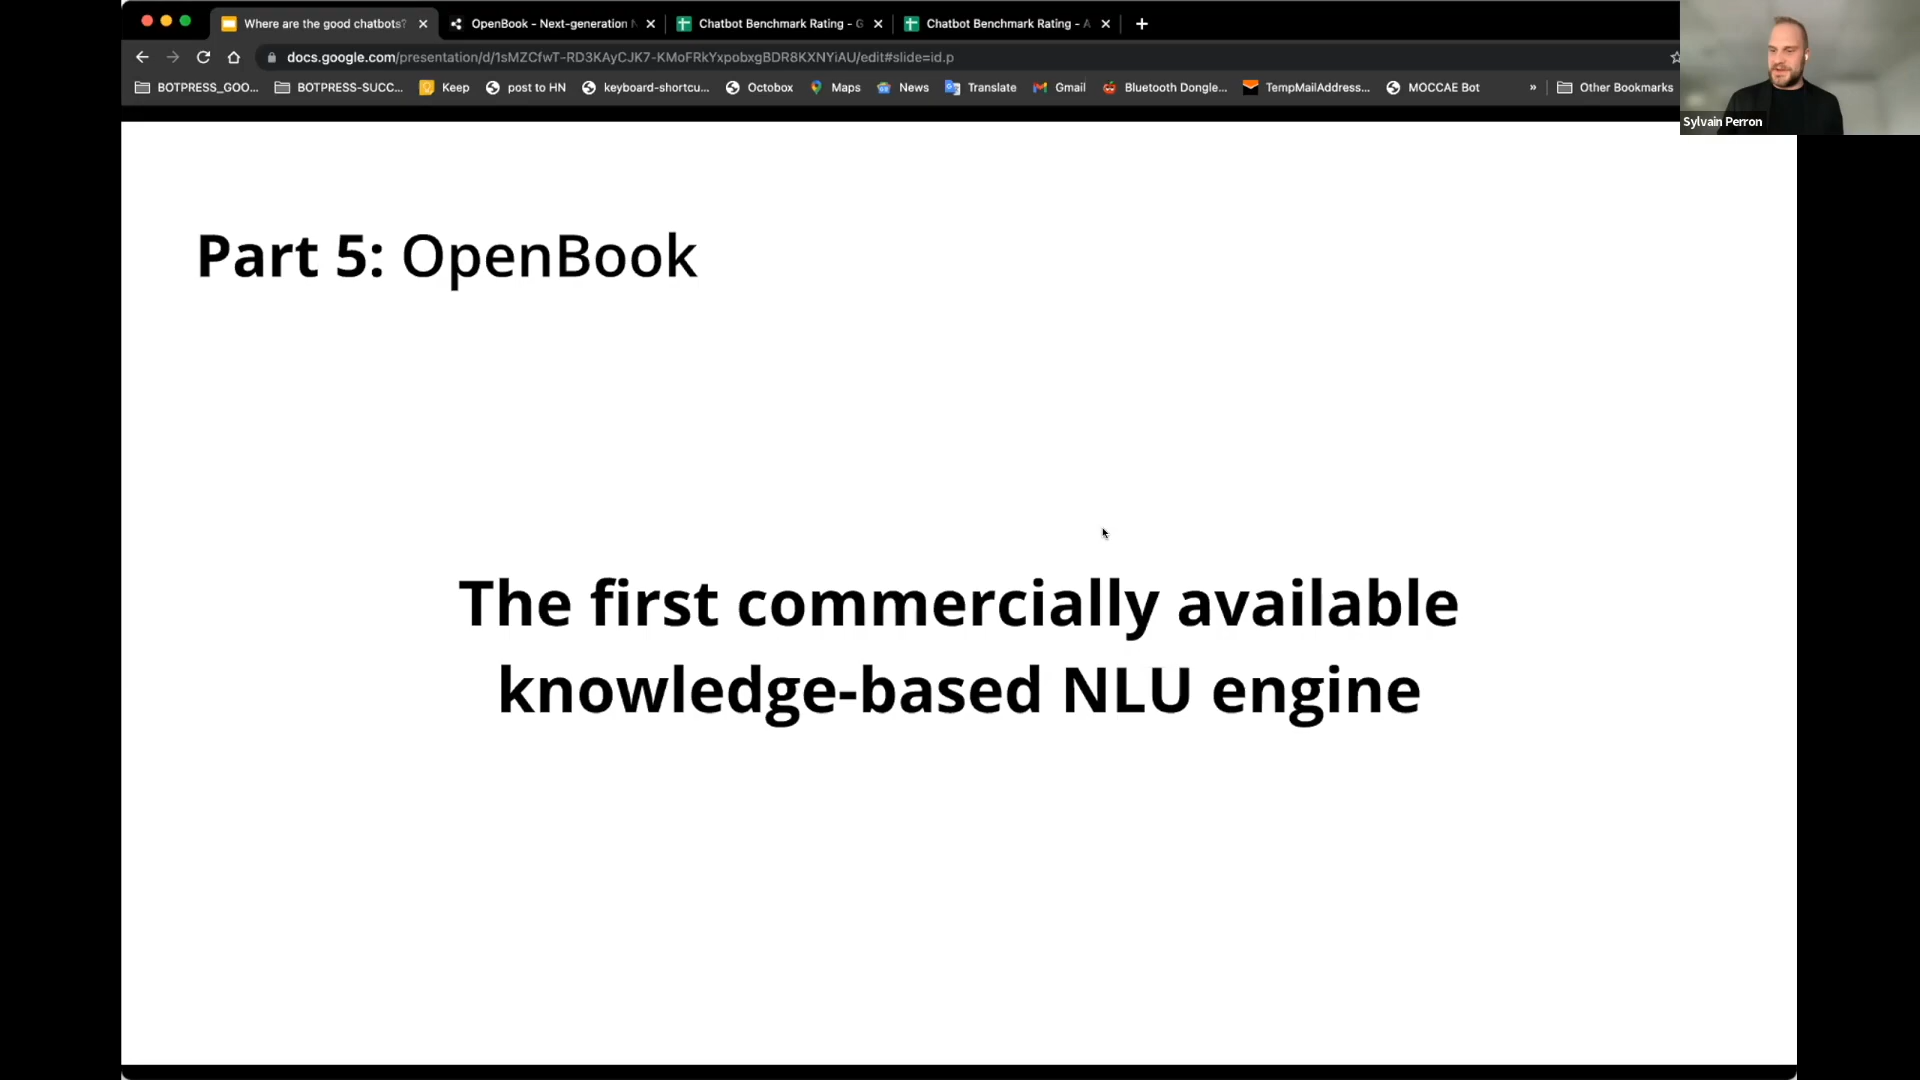 Where are the good chatbots?
OpenBook - Next-generation N
Chatbot Benchmark Rating - G
Chatbot Benchmark Rating - A
docs.google.com/presentation/d/1sMZCfwT-RD3KAyCJK7-KMoFRkYxpobxgBDR8KXNYiAU/edit#slide=id.p
BOTPRESS_GOO... BOTPRESS-SUCC... Keep post to HN keyboard-shortcu... Octobox Maps News Translate Gmail Bluetooth Dongle... TempMailAddress... MOCCAE Bot » Other Bookmarks
Sylvain Perron
Part 5: OpenBook
The first commercially available
knowledge-based NLU engine